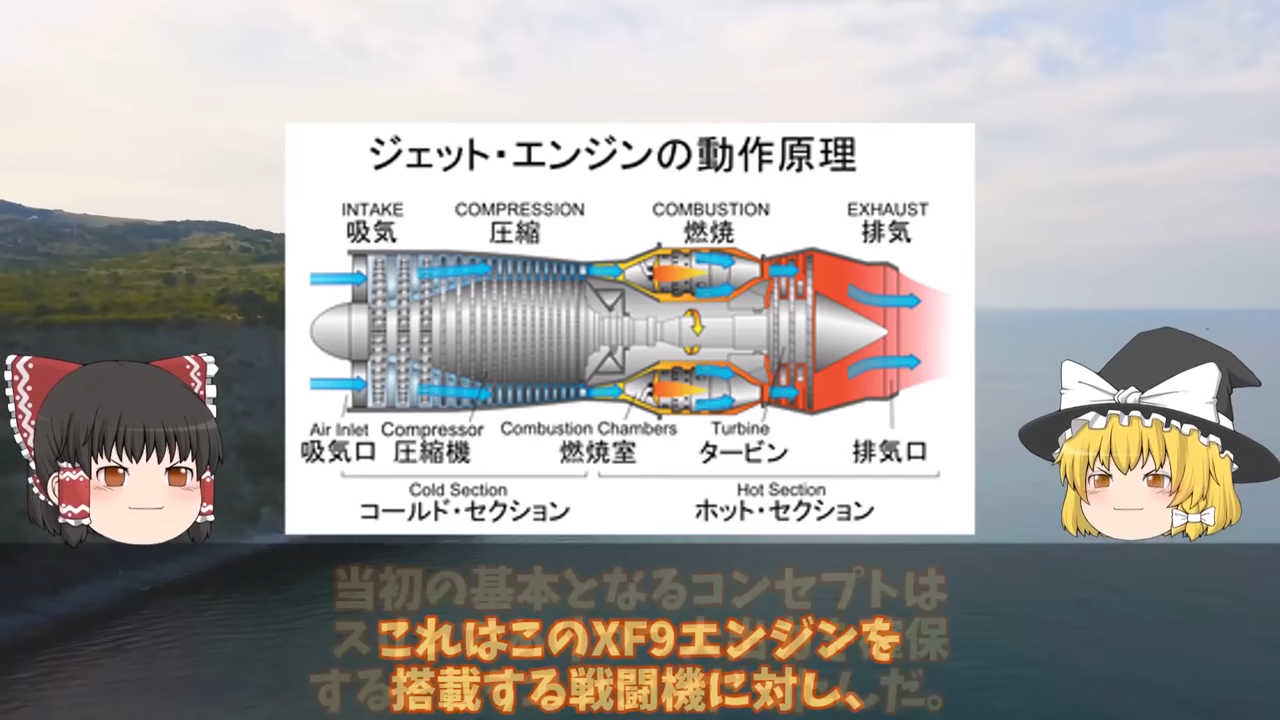 ジェット・エンジンの動作原理
INTAKE COMPRESSION COMBUSTION EXHAUST
吸気 圧縮 燃焼 排気
Air Inlet Compressor Combustion Chambers Turbine
吸気口 圧縮機 燃焼室 タービン 排気口
Cold Section Hot Section
コールド・セクション ホット・セクション
当初の基本となるコンセプトは
これはこのXF9エンジンを
搭載する戦闘機に対し、